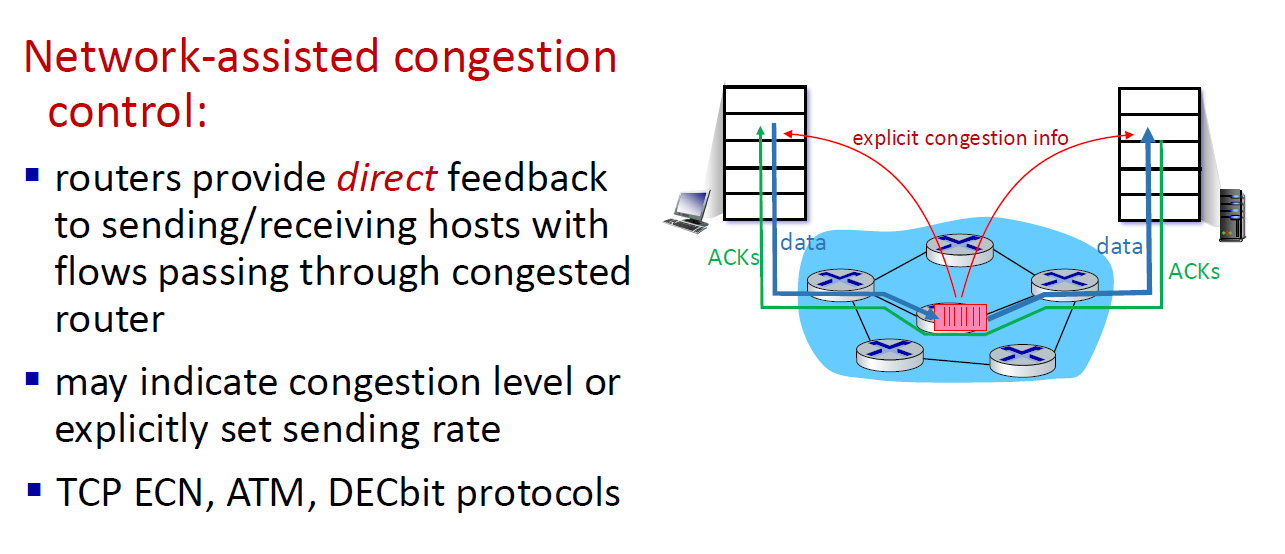 Network-assisted congestion
control:
▪ routers provide direct feedback
to sending/receiving hosts with
flows passing through congested
router
▪ may indicate congestion level or
explicitly set sending rate
▪ TCP ECN, ATM, DECbit protocols
explicit congestion info
data
ACKs
data
ACKs